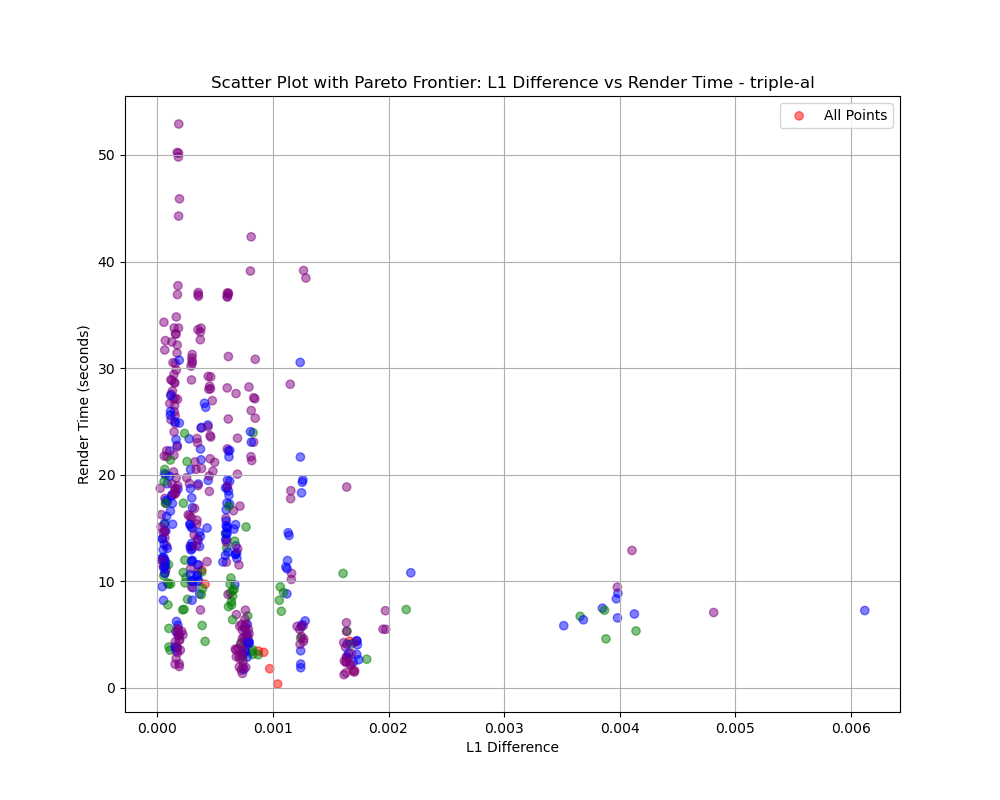 Scatter Plot with Pareto Frontier: L1 Difference vs Render Time - triple-al
All Points
Render Time (seconds)
50
40
30
20
10
0
0.000 0.001 0.002 0.003 0.004 0.005 0.006
L1 Difference